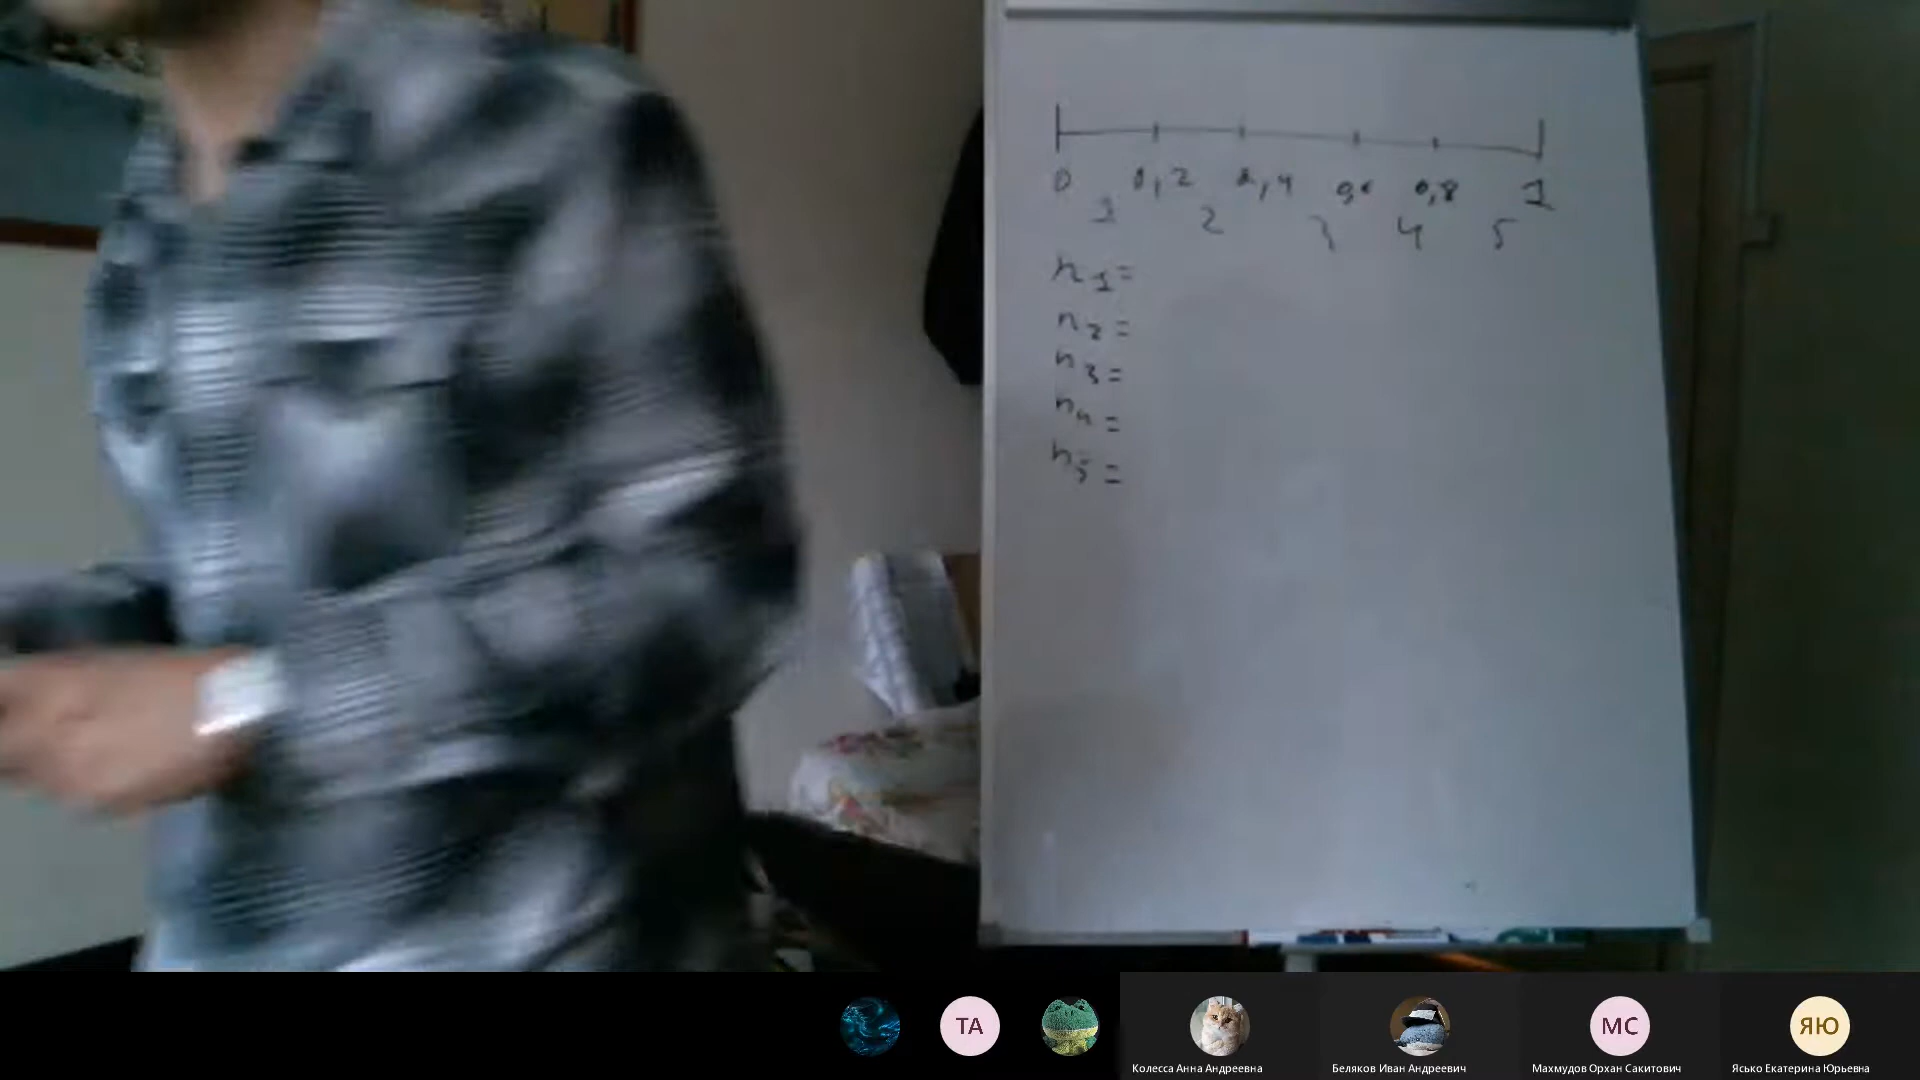 0 0,2 0,4 0,6 0,8 1
1 2 3 4 5
n1=
n2=
n3=
n4=
n5=
ТА
МС
ЯЮ
Колесса Анна Андреевна
Беляков Иван Андреевич
Махмудов Орхан Сакитович
Ясько Екатерина Юрьевна